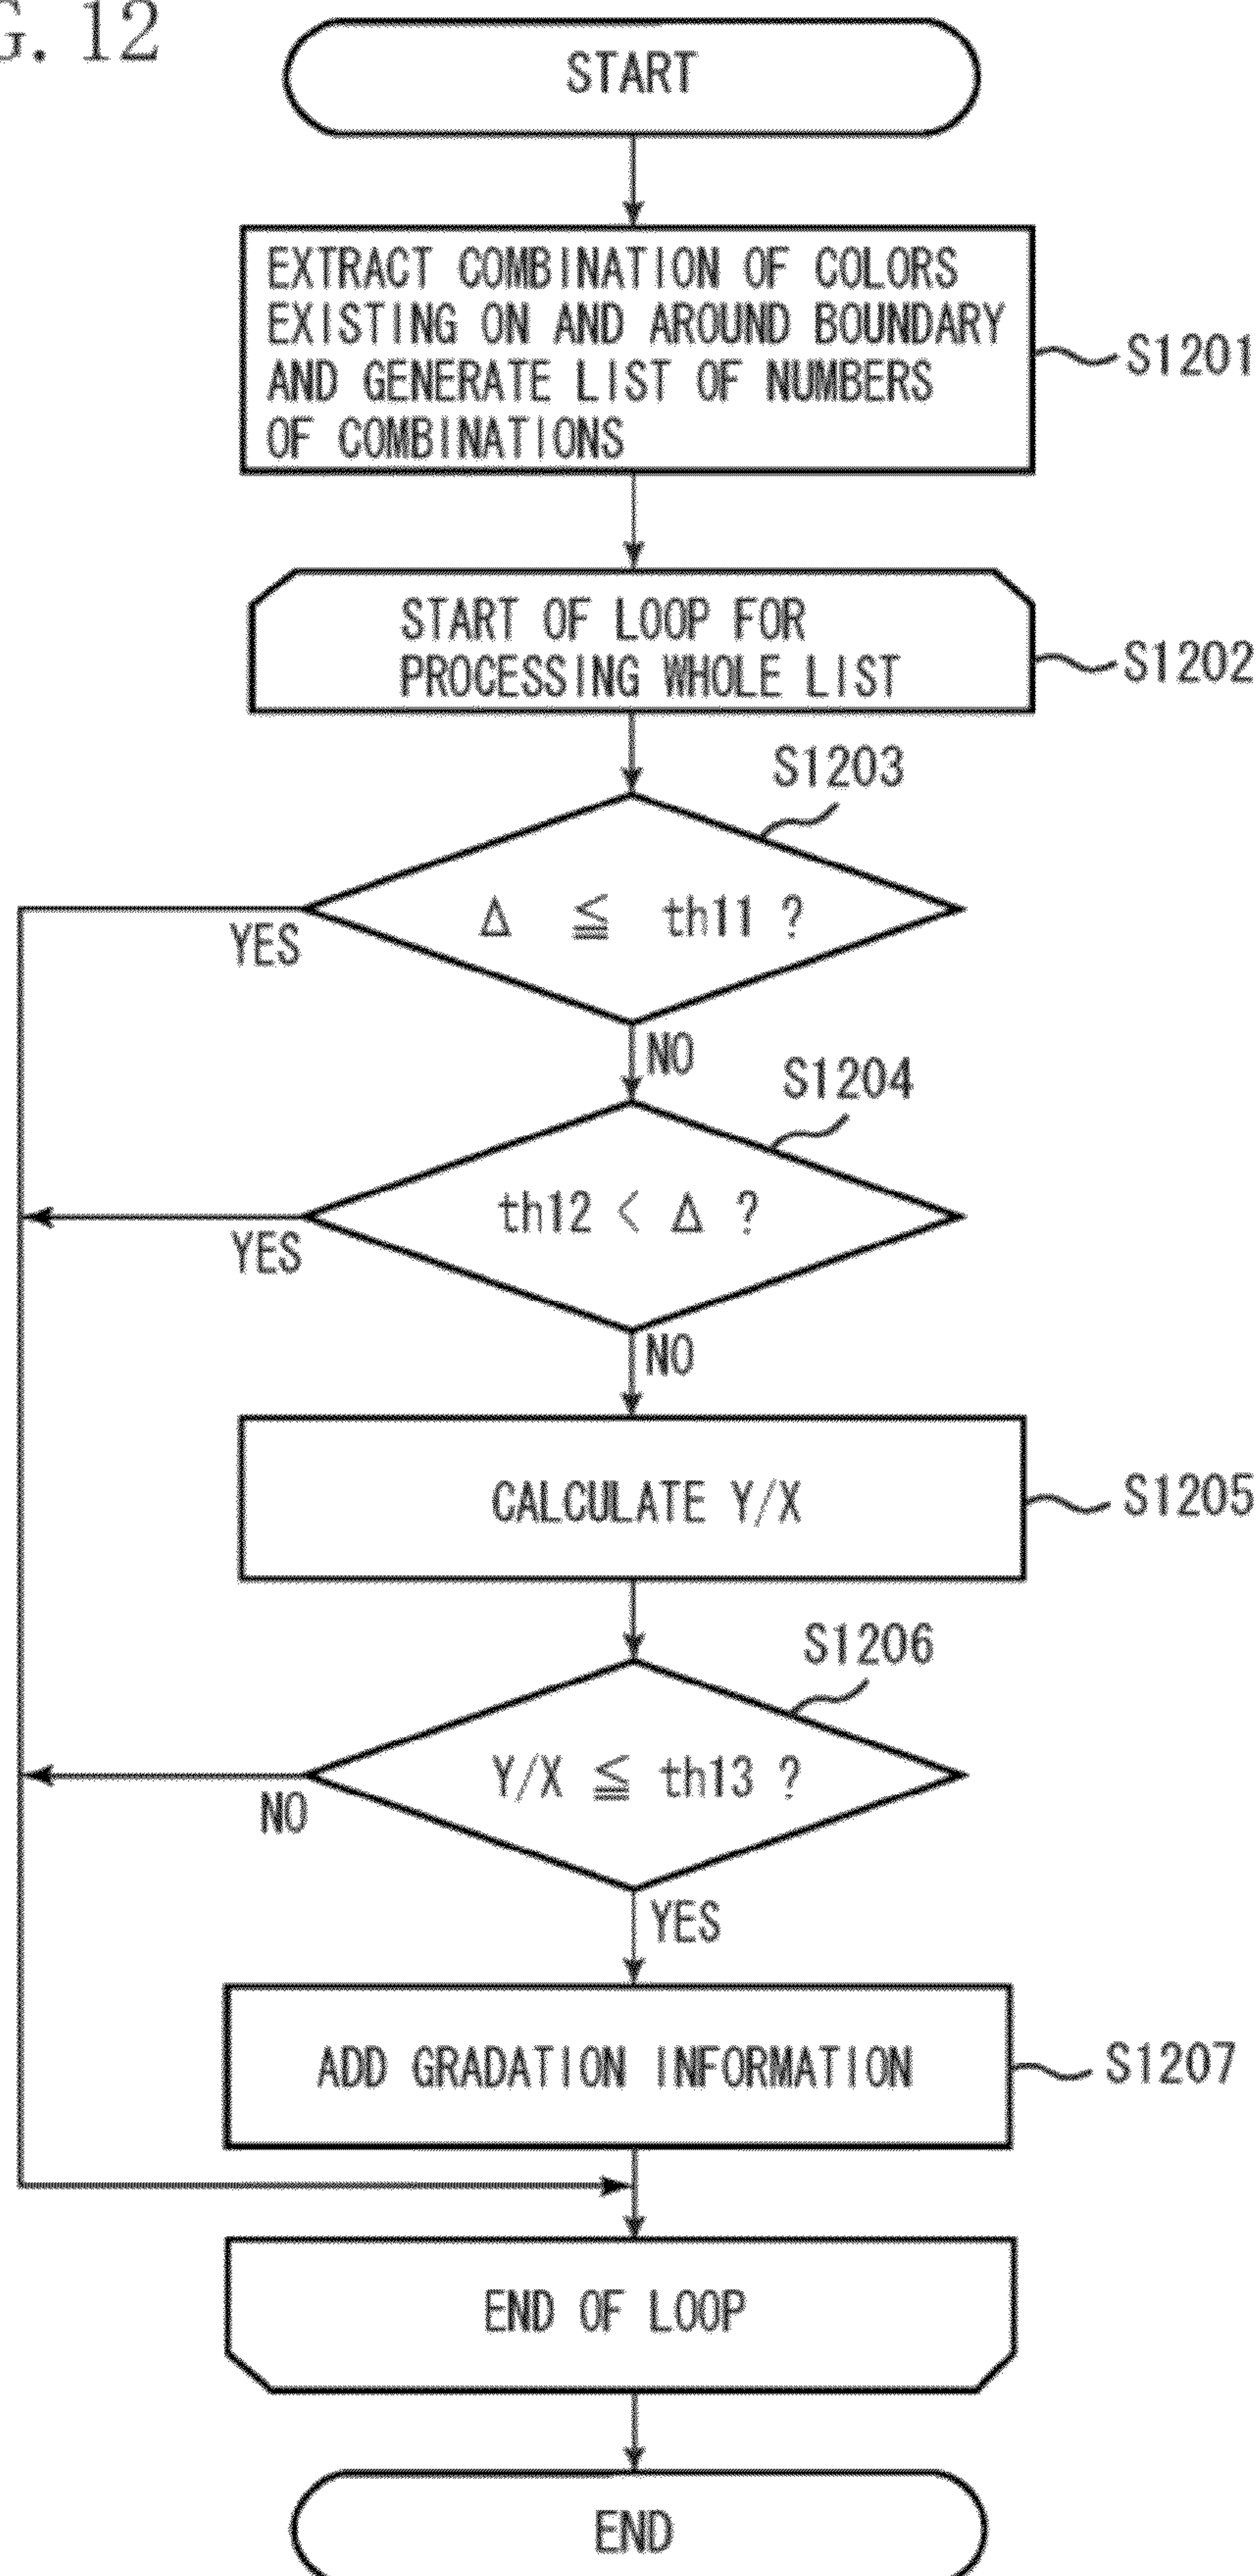 G. 12
START
EXTRACT COMBINATION OF COLORS
EXISTING ON AND AROUND BOUNDARY
AND GENERATE LIST OF NUMBERS
OF COMBINATIONS
S1201
START OF LOOP FOR
PROCESSING WHOLE LIST
S1202
S1203
Δ ≦ th11 ?
YES
NO
S1204
th12 < Δ ?
YES
NO
CALCULATE Y/X
S1205
S1206
Y/X ≦ th13 ?
NO
YES
ADD GRADATION INFORMATION
S1207
END OF LOOP
END